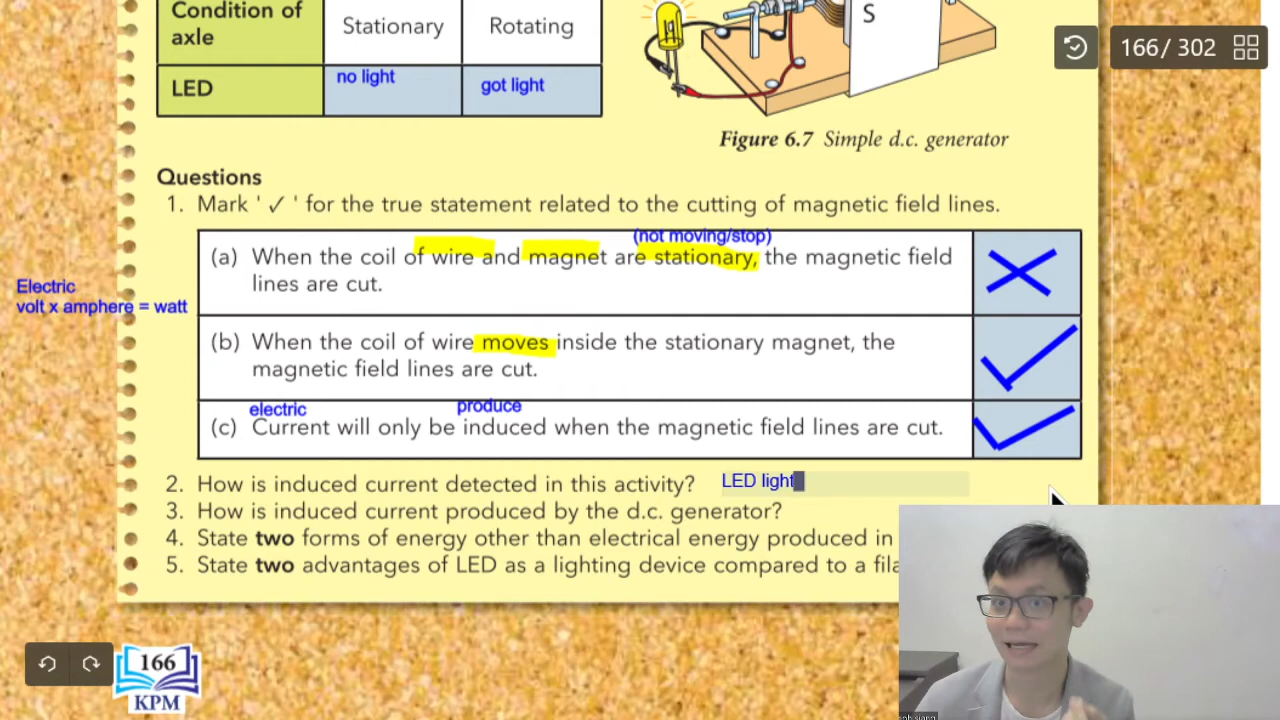 Condition of
axle
Stationary
Rotating
LED
no light
got light
S
166/ 302
Figure 6.7 Simple d.c. generator
Questions
1. Mark ' ✓ ' for the true statement related to the cutting of magnetic field lines.
(not moving/stop)
(a) When the coil of wire and magnet are stationary, the magnetic field
lines are cut.
Electric
volt x amphere = watt
(b) When the coil of wire moves inside the stationary magnet, the
magnetic field lines are cut.
electric
produce
(c) Current will only be induced when the magnetic field lines are cut.
2. How is induced current detected in this activity?
LED light
3. How is induced current produced by the d.c. generator?
4. State two forms of energy other than electrical energy produced in
5. State two advantages of LED as a lighting device compared to a fila
166
KPM